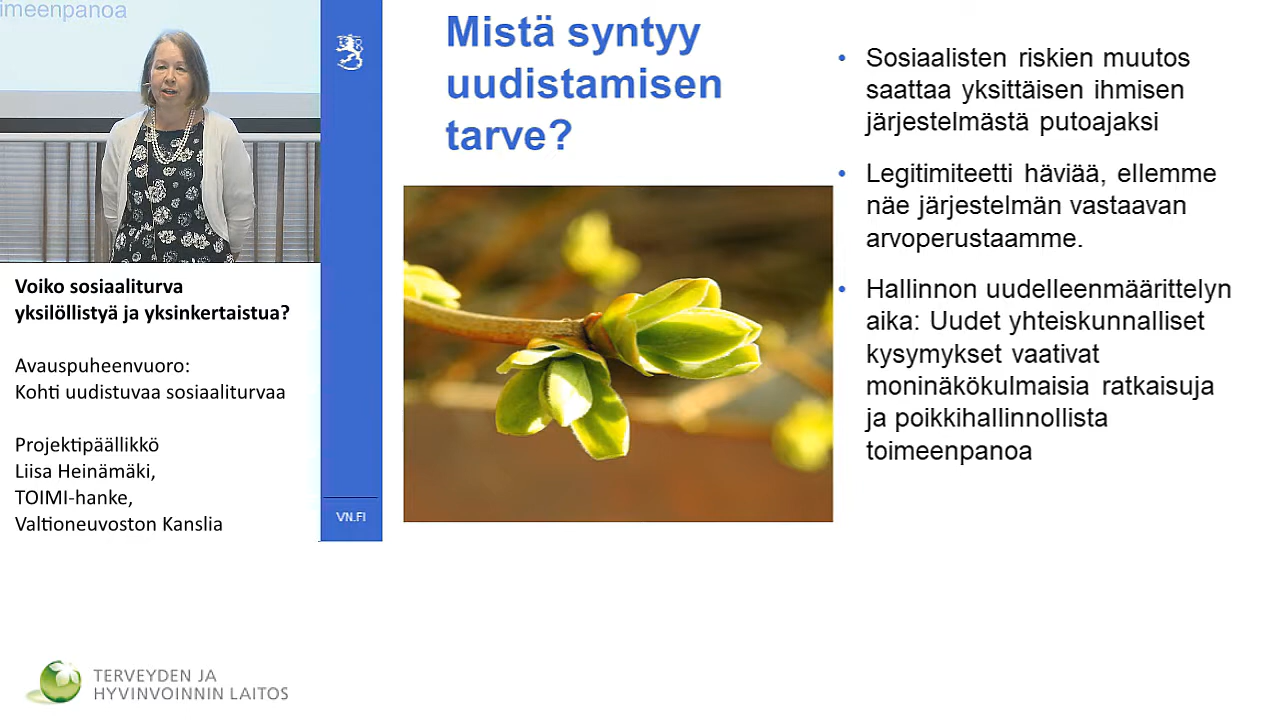 imeenpanoa
Voiko sosiaaliturva
yksilöllistyä ja yksinkertaistua?
Avauspuheenvuoro:
Kohti uudistuvaa sosiaaliturvaa
Projektipäällikkö
Liisa Heinämäki,
TOIMI-hanke,
Valtioneuvoston Kanslia
VN.FI
Mistä syntyy
uudistamisen
tarve?
• Sosiaalisten riskien muutos
saattaa yksittäisen ihmisen
järjestelmästä putoajaksi
• Legitimiteetti häviää, ellemme
näe järjestelmän vastaavan
arvoperustaamme.
• Hallinnon uudelleenmäärittelyn
aika: Uudet yhteiskunnalliset
kysymykset vaativat
moninäkökulmaisia ratkaisuja
ja poikkihallinnollista
toimeenpanoa
TERVEYDEN JA
HYVINVOINNIN LAITOS